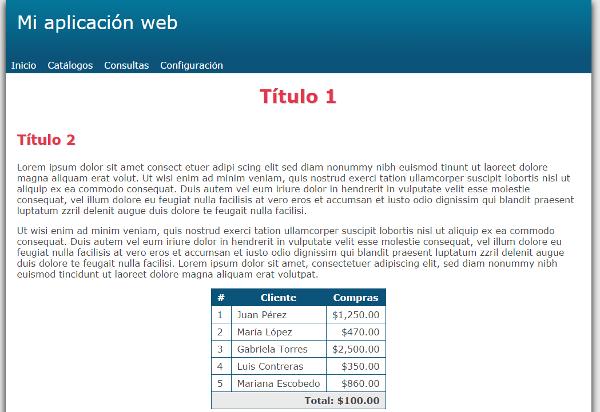 Mi aplicación web
Inicio Catálogos Consultas Configuración
Título 1
Título 2
Lorem ipsum dolor sit amet consect etuer adipi scing elit sed diam nonummy nibh euismod tinunt ut laoreet dolore
magna aliquam erat volut. Ut wisi enim ad minim veniam, quis nostrud exerci tation ullamcorper suscipit lobortis nisl ut
aliquip ex ea commodo consequat. Duis autem vel eum iriure dolor in hendrerit in vulputate velit esse molestie
consequat, vel illum dolore eu feugiat nulla facilisis at vero eros et accumsan et iusto odio dignissim qui blandit praesent
luptatum zzril delenit augue duis dolore te feugait nulla facilisi.
Ut wisi enim ad minim veniam, quis nostrud exerci tation ullamcorper suscipit lobortis nisl ut aliquip ex ea commodo
consequat. Duis autem vel eum iriure dolor in hendrerit in vulputate velit esse molestie consequat, vel illum dolore eu
feugiat nulla facilisis at vero eros et accumsan et iusto odio dignissim qui blandit praesent luptatum zzril delenit augue
duis dolore te feugait nulla facilisi. Lorem ipsum dolor sit amet, consectetuer adipiscing elit, sed diam nonummy nibh
euismod tincidunt ut laoreet dolore magna aliquam erat volutpat.
# Cliente Compras
1 Juan Pérez $1,250.00
2 María López $470.00
3 Gabriela Torres $2,500.00
4 Luis Contreras $350.00
5 Mariana Escobedo $860.00
Total: $100.00